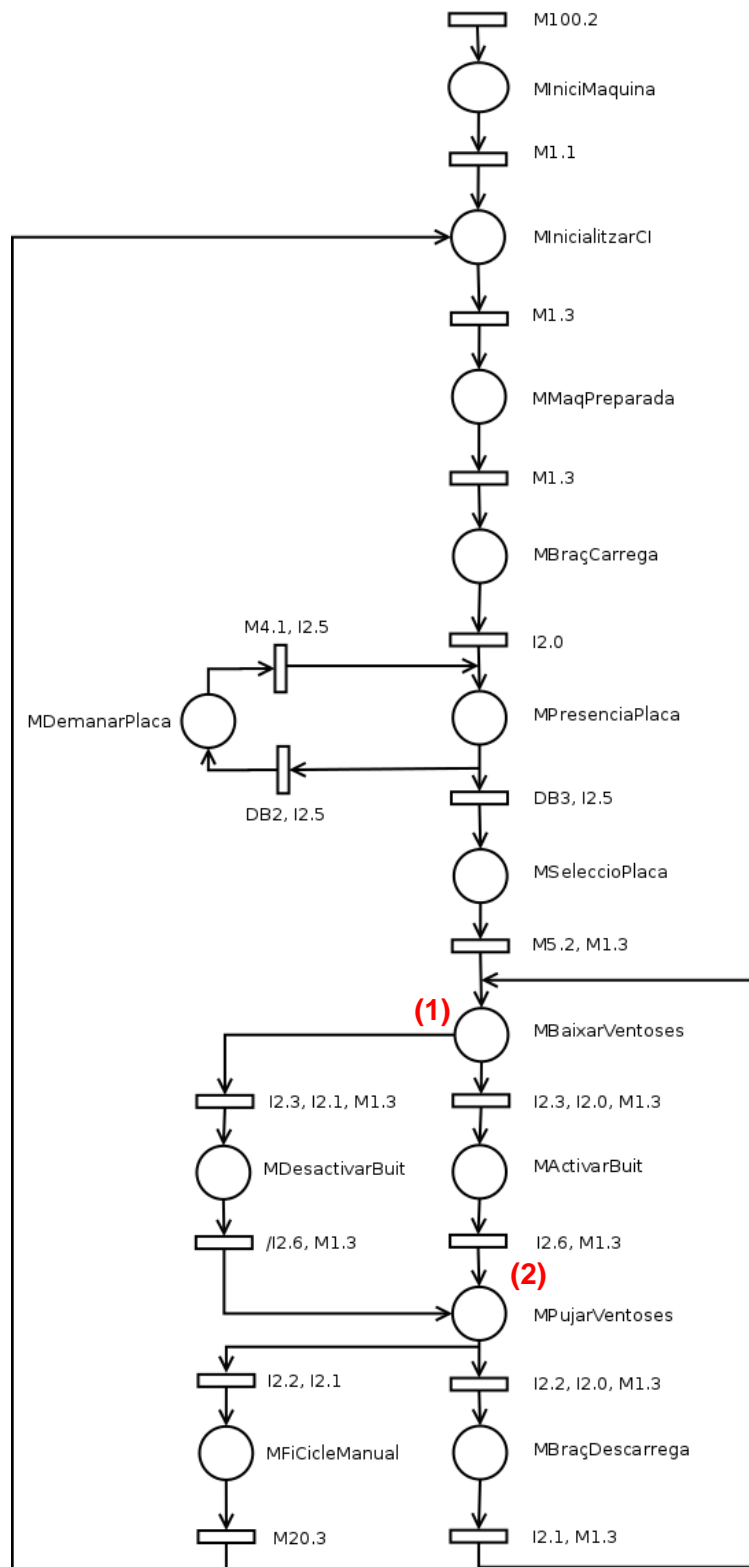 M100.2
MIniciMaquina
M1.1
MInicialitzarCI
M1.3
MMaqPreparada
M1.3
MBraçCarrega
M4.1, I2.5
I2.0
MDemanarPlaca
MPresenciaPlaca
DB2, I2.5
DB3, I2.5
MSeleccioPlaca
M5.2, M1.3
(1)
MBaixarVentoses
I2.3, I2.1, M1.3
I2.3, I2.0, M1.3
MDesactivarBuit
MActivarBuit
/I2.6, M1.3
I2.6, M1.3
(2)
MPujarVentoses
I2.2, I2.1
I2.2, I2.0, M1.3
MFiCicleManual
MBraçDescarrega
M20.3
I2.1, M1.3